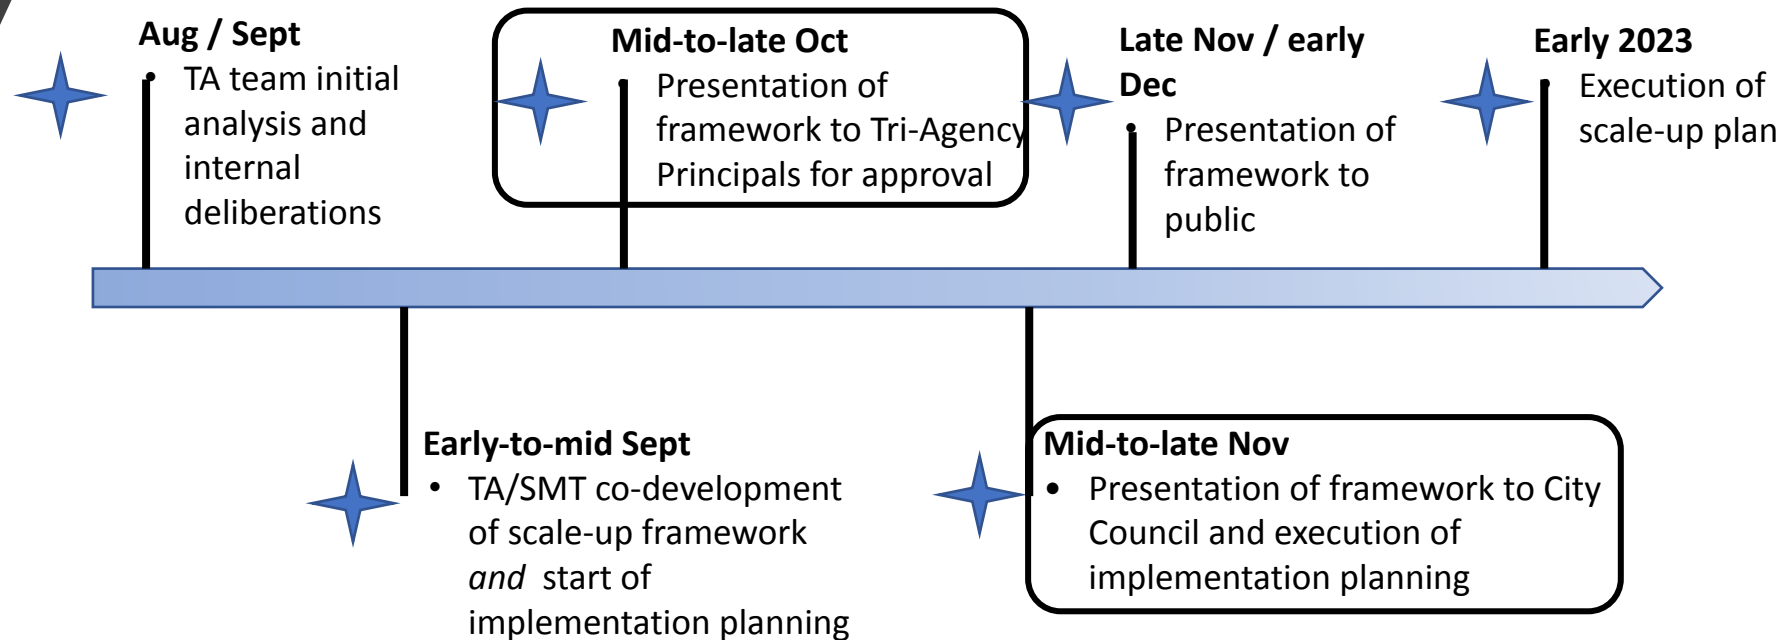 Aug / Sept
• TA team initial
analysis and
internal
deliberations
Mid-to-late Oct
• Presentation of
framework to Tri-Agency
Principals for approval
Late Nov / early
Dec
• Presentation of
framework to
public
Early 2023
• Execution of
scale-up plan
Early-to-mid Sept
• TA/SMT co-development
of scale-up framework
and start of
implementation planning
Mid-to-late Nov
• Presentation of framework to City
Council and execution of
implementation planning